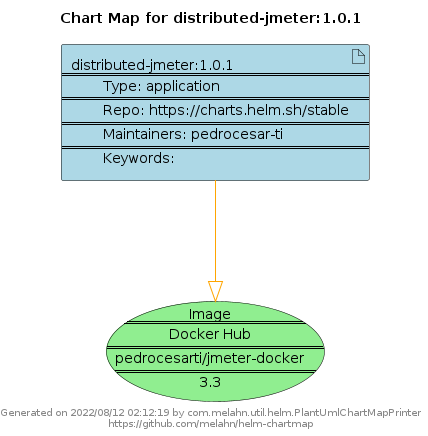 Chart Map for distributed-jmeter:1.0.1
distributed-jmeter:1.0.1
Type: application
Repo: https://charts.helm.sh/stable
Maintainers: pedrocesar-ti
Keywords:
Image
Docker Hub
pedrocesarti/jmeter-docker
3.3
Generated on 2022/08/12 02:12:19 by com.melahn.util.helm.PlantUmlChartMapPrinter
https://github.com/melahn/helm-chartmap